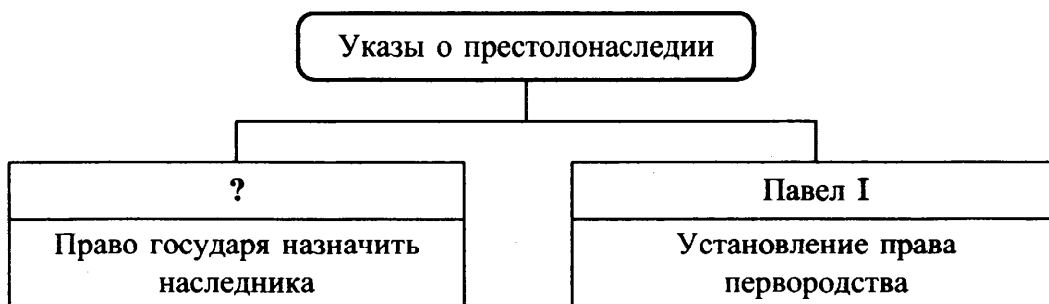 Указы о престолонаследии
?
Павел I
Право государя назначить
наследника
Установление права
первородства